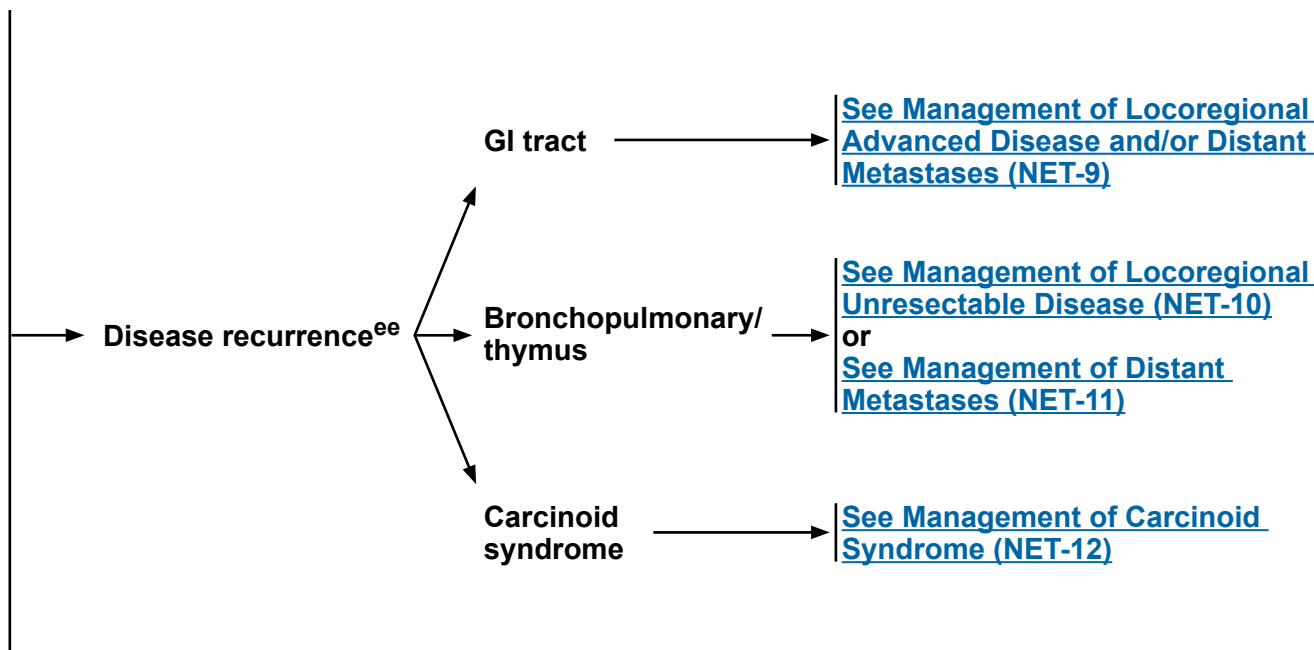 See Management of Locoregional
GI tract
Advanced Disease and/or Distant
Metastases (NET-9)
See Management of Locoregional
Unresectable Disease (NET-10)
Disease recurrence^ee
Bronchopulmonary/
thymus
or
See Management of Distant
Metastases (NET-11)
Carcinoid
syndrome
See Management of Carcinoid
Syndrome (NET-12)